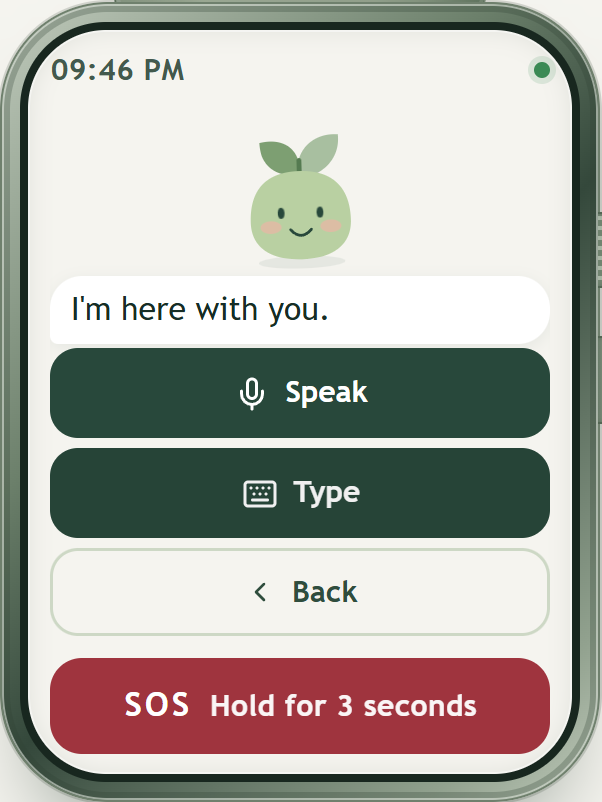 09:46 PM
I'm here with you.
Speak
Type
Back
SOS Hold for 3 seconds